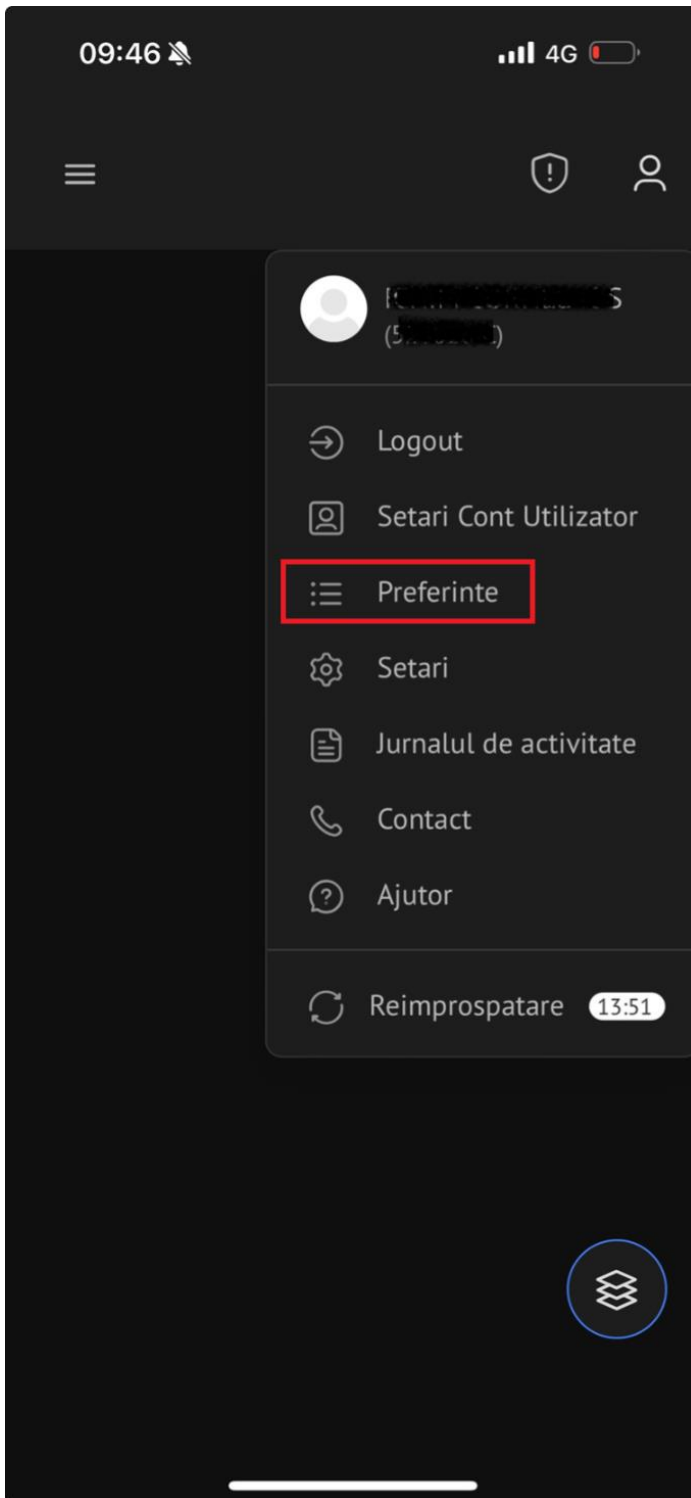 09:46 4G
Logout
Setari Cont Utilizator
Preferinte
Setari
Jurnalul de activitate
Contact
Ajutor
Reimprospatare 13:51